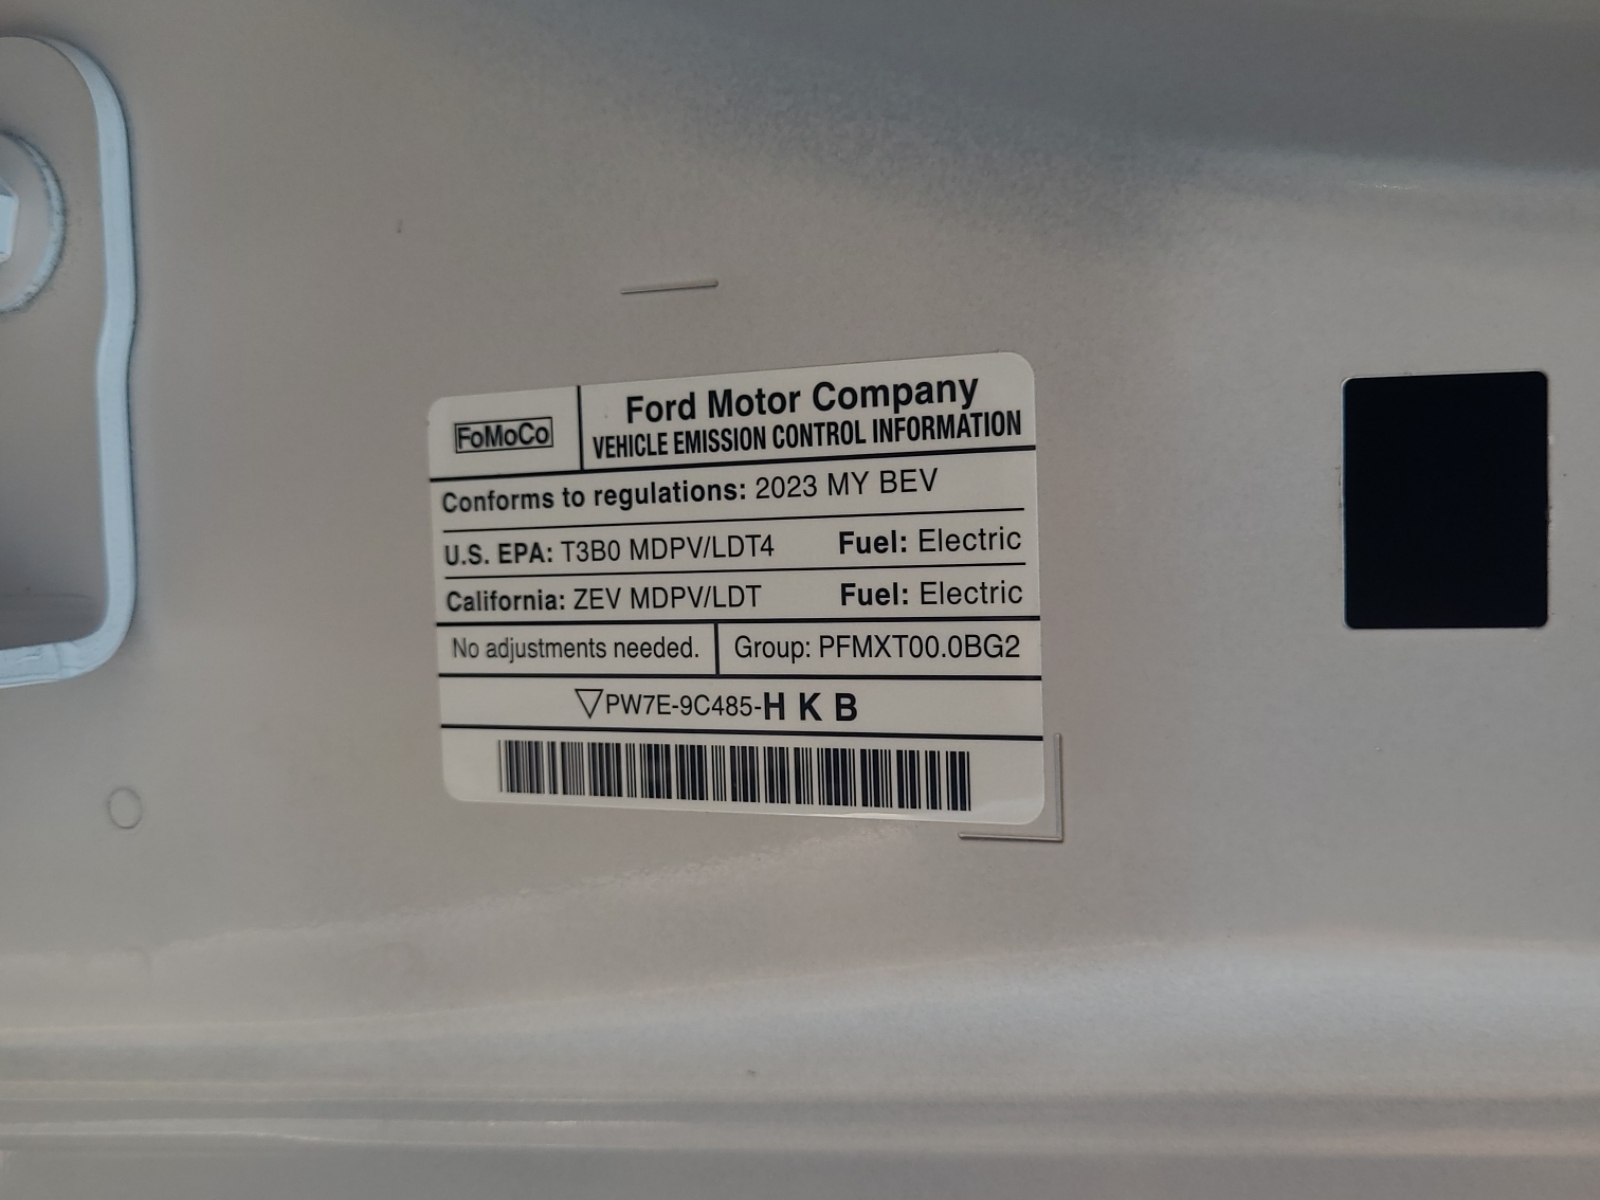 FoMoCo
Ford Motor Company
VEHICLE EMISSION CONTROL INFORMATION
Conforms to regulations: 2023 MY BEV
U.S. EPA: T3B0 MDPV/LDT4 Fuel: Electric
California: ZEV MDPV/LDT Fuel: Electric
No adjustments needed. Group: PFMXT00.0BG2
▽PW7E-9C485-H K B